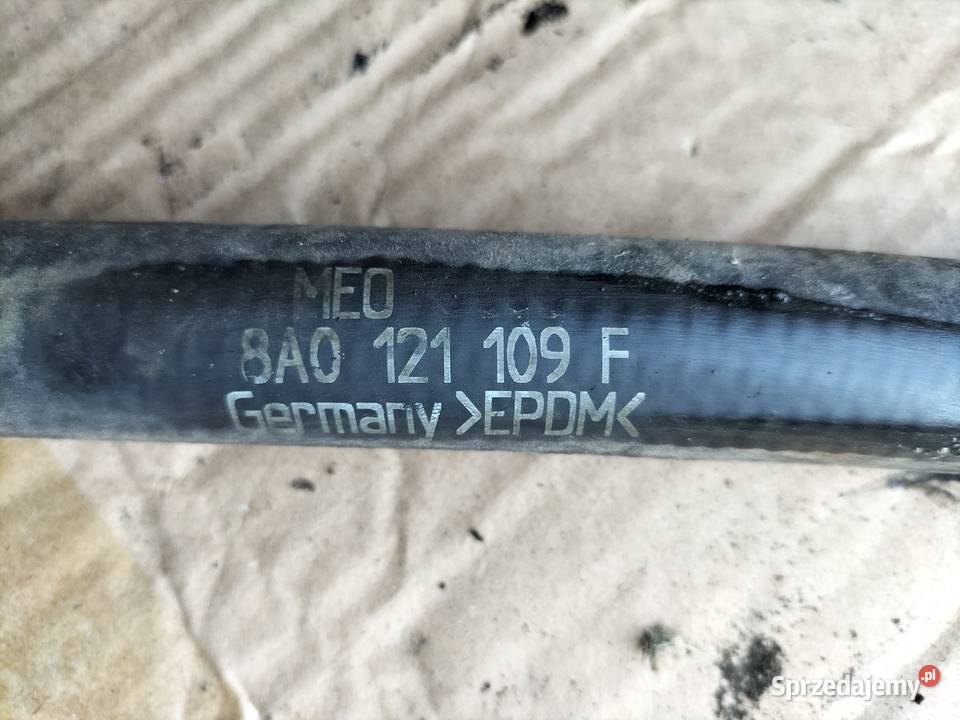 MEO
8A0 121 109 F
Germany >EPDM<
Sprzedajemy.pl